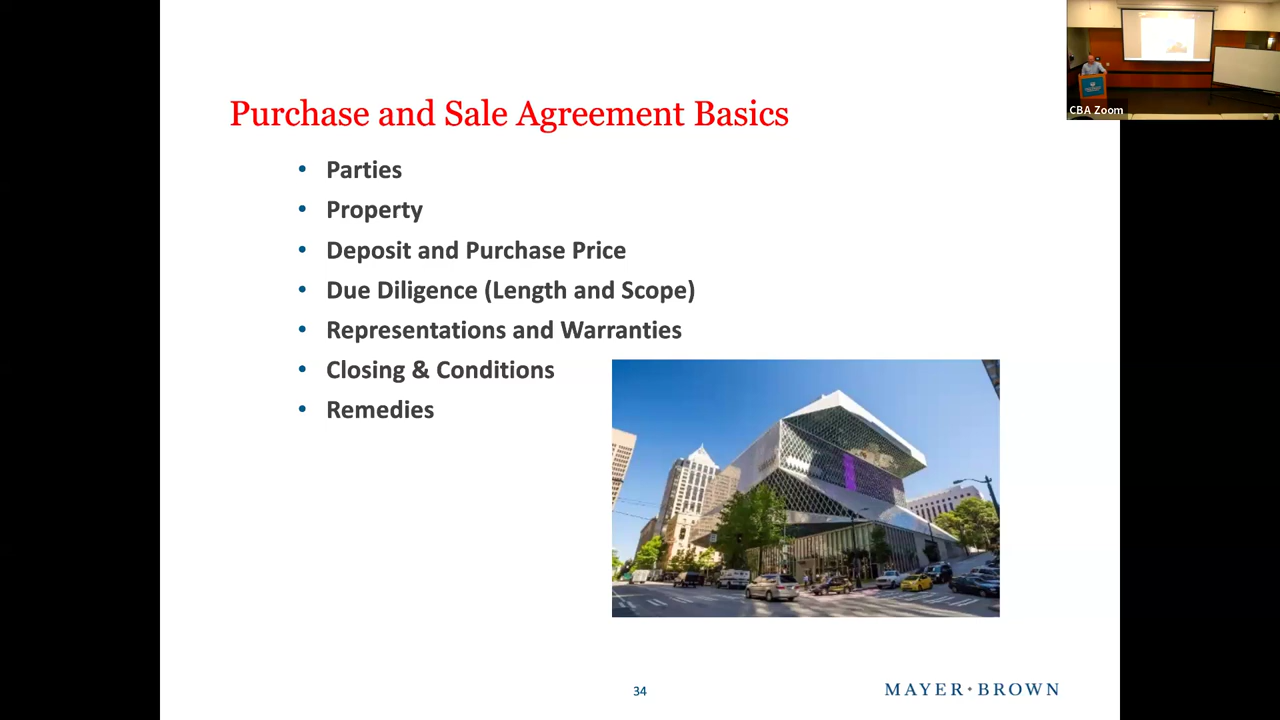 Purchase and Sale Agreement Basics
• Parties
• Property
• Deposit and Purchase Price
• Due Diligence (Length and Scope)
• Representations and Warranties
• Closing & Conditions
• Remedies
34
MAYER•BROWN
CBA Zoom